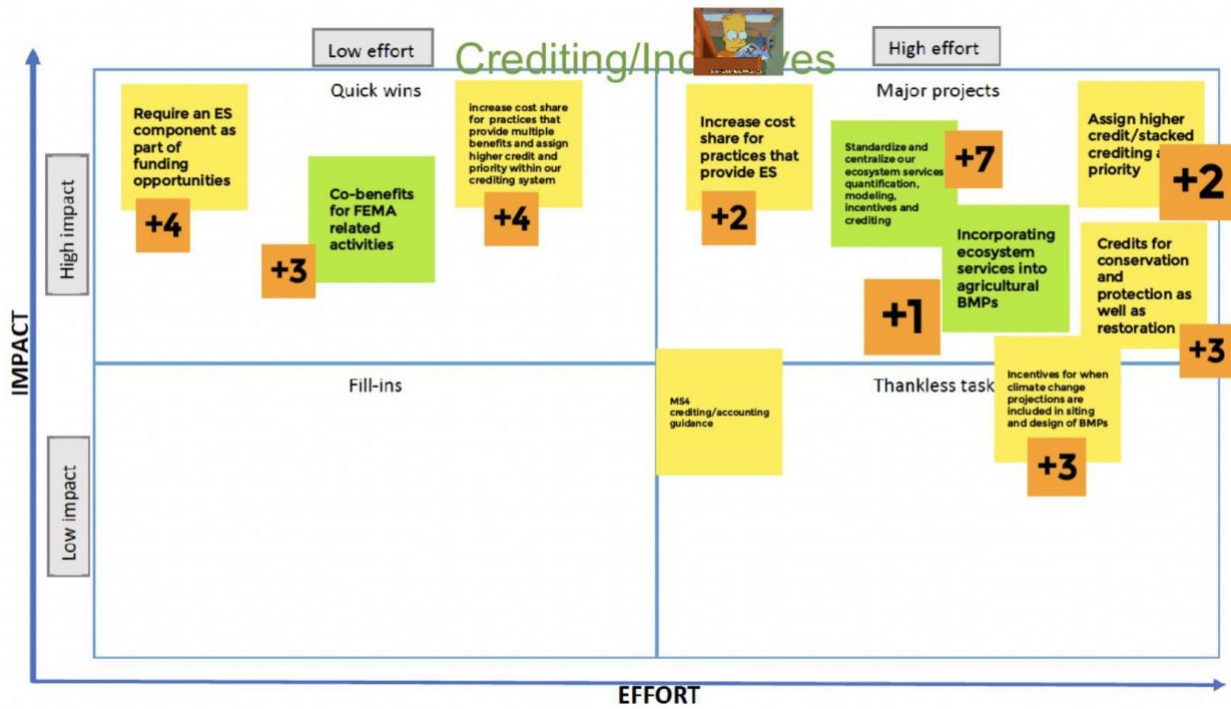 Low effort
Crediting/Inc ves
High effort
Quick wins
Major projects
Require an ES
component as
part of
funding
opportunities
+4
Co-benefits
for FEMA
related
activities
+3
increase cost share
for practices that
provide multiple
benefits and assign
higher credit and
priority within our
crediting system
+4
Increase cost
share for
practices that
provide ES
+2
Standardize and
centralize our
ecosystem services
quantification,
modeling,
incentives and
crediting
+7
Assign higher
credit/stacked
crediting a
priority
+2
Incorporating
ecosystem
services into
agricultural
BMPs
+1
Credits for
conservation
and
protection as
well as
restoration
+3
High impact
IMPACT
Fill-ins
Thankless task
MS4
crediting/accounting
guidance
Incentives for when
climate change
projections are
included in siting
and design of BMPs
+3
Low impact
EFFORT